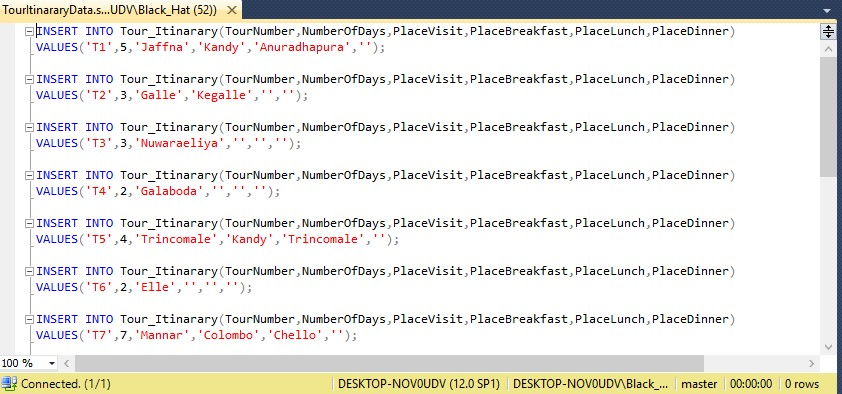 TourItinararyData.s...UDV\Black_Hat (52))
INSERT INTO Tour_Itinarary(TourNumber,NumberOfDays,PlaceVisit,PlaceBreakfast,PlaceLunch,PlaceDinner)
VALUES('T1',5,'Jaffna','Kandy','Anuradhapura','');
INSERT INTO Tour_Itinarary(TourNumber,NumberOfDays,PlaceVisit,PlaceBreakfast,PlaceLunch,PlaceDinner)
VALUES('T2',3,'Galle','Kegalle','','');
INSERT INTO Tour_Itinarary(TourNumber,NumberOfDays,PlaceVisit,PlaceBreakfast,PlaceLunch,PlaceDinner)
VALUES('T3',3,'Nuwaraeliya','','','');
INSERT INTO Tour_Itinarary(TourNumber,NumberOfDays,PlaceVisit,PlaceBreakfast,PlaceLunch,PlaceDinner)
VALUES('T4',2,'Galaboda','','','');
INSERT INTO Tour_Itinarary(TourNumber,NumberOfDays,PlaceVisit,PlaceBreakfast,PlaceLunch,PlaceDinner)
VALUES('T5',4,'Trincomale','Kandy','Trincomale','');
INSERT INTO Tour_Itinarary(TourNumber,NumberOfDays,PlaceVisit,PlaceBreakfast,PlaceLunch,PlaceDinner)
VALUES('T6',2,'Elle','','','');
INSERT INTO Tour_Itinarary(TourNumber,NumberOfDays,PlaceVisit,PlaceBreakfast,PlaceLunch,PlaceDinner)
VALUES('T7',7,'Mannar','Colombo','Chello','');
100 %
Connected. (1/1) DESKTOP-NOV0UDV (12.0 SP1) DESKTOP-NOV0UDV\Black_... master 00:00:00 0 rows